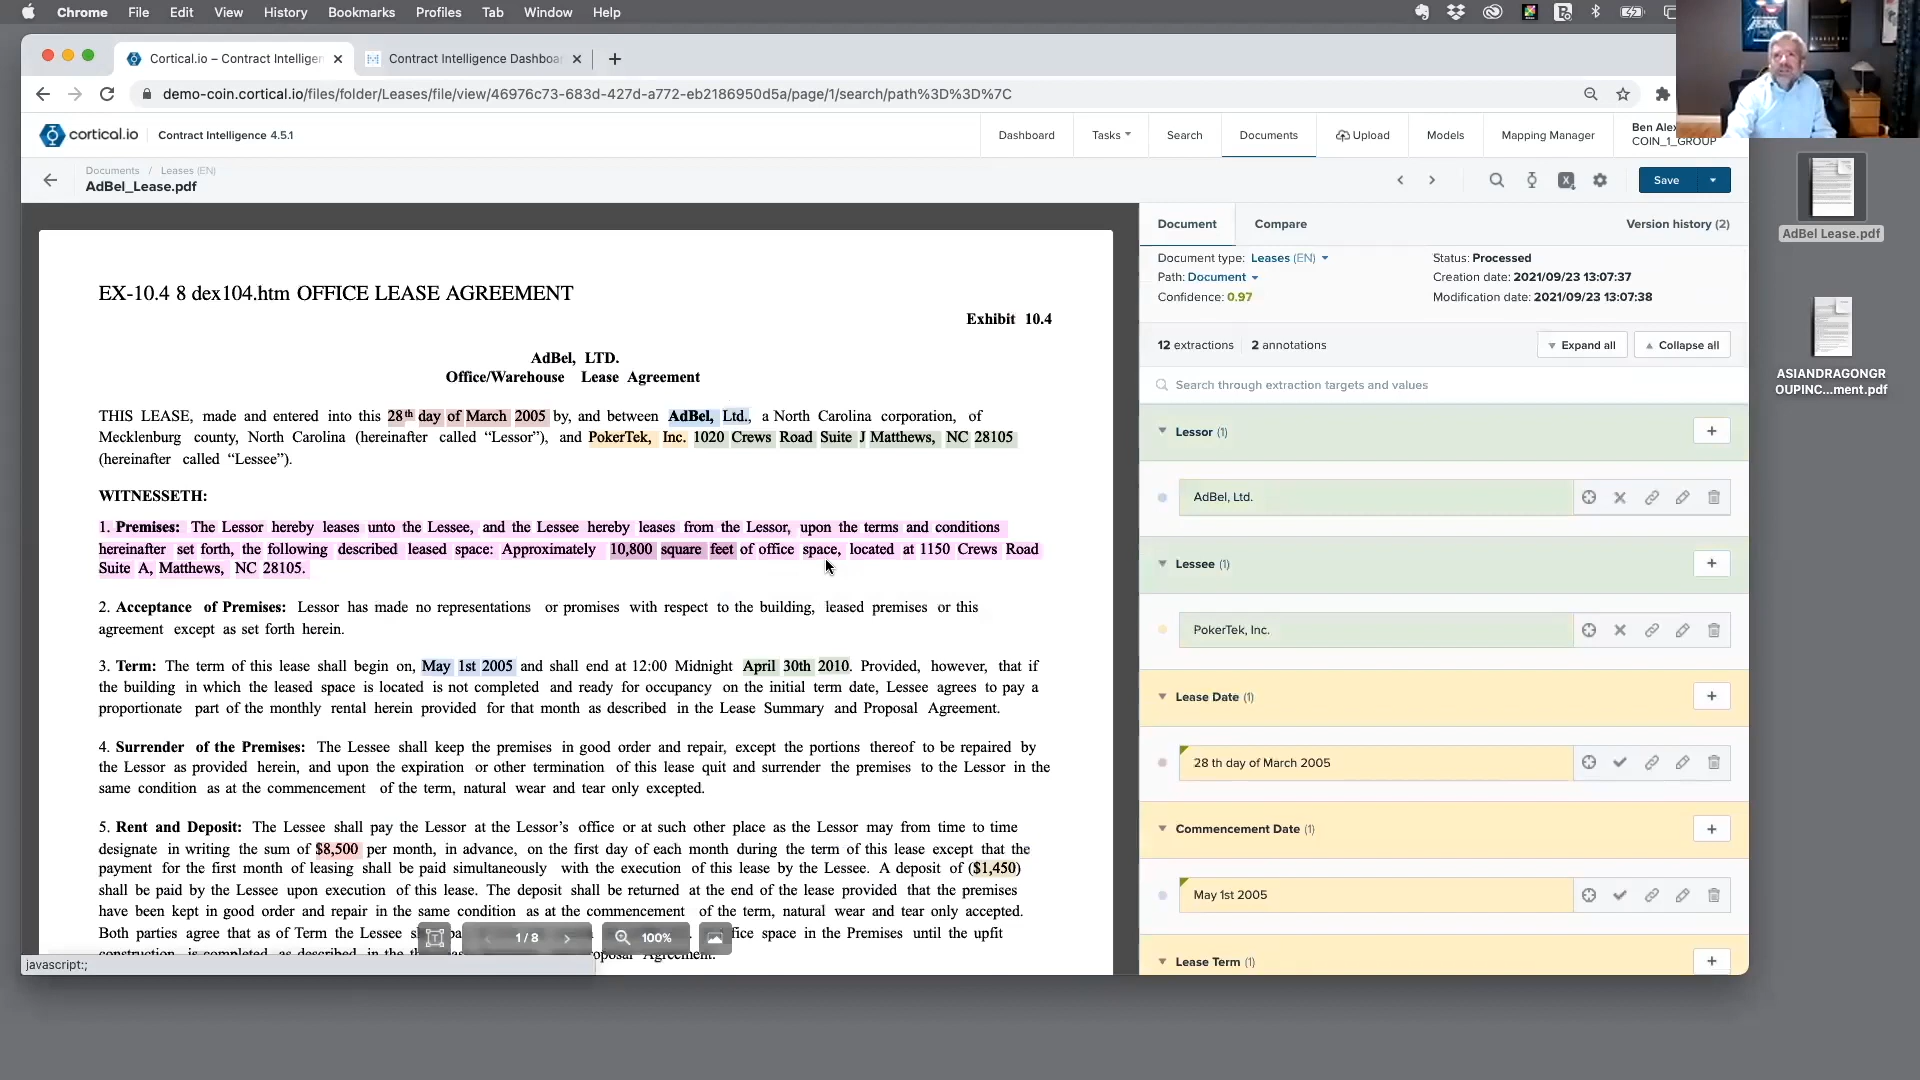 Chrome File Edit View History Bookmarks Profiles Tab Window Help
Cortical.io – Contract Intelligen
Contract Intelligence Dashboa
demo-coin.cortical.io/files/folder/Leases/file/view/46976c73-683d-427d-a772-eb2186950d5a/page/1/search/path%3D%3D%7C
cortical.io Contract Intelligence 4.5.1
Dashboard Tasks Search Documents Upload Models Mapping Manager
Ben Alex
COIN_1_GROUP
Documents / Leases (EN)
AdBel_Lease.pdf
Save
EX-10.4 8 dex104.htm OFFICE LEASE AGREEMENT
Exhibit 10.4
AdBel, LTD.
Office/Warehouse Lease Agreement
THIS LEASE, made and entered into this 28th day of March 2005 by, and between AdBel, Ltd., a North Carolina corporation, of
Mecklenburg county, North Carolina (hereinafter called “Lessor”), and PokerTek, Inc. 1020 Crews Road Suite J Matthews, NC 28105
(hereinafter called “Lessee”).
WITNESSETH:
1. Premises: The Lessor hereby leases unto the Lessee, and the Lessee hereby leases from the Lessor, upon the terms and conditions
hereinafter set forth, the following described leased space: Approximately 10,800 square feet of office space, located at 1150 Crews Road
Suite A, Matthews, NC 28105.
2. Acceptance of Premises: Lessor has made no representations or promises with respect to the building, leased premises or this
agreement except as set forth herein.
3. Term: The term of this lease shall begin on, May 1st 2005 and shall end at 12:00 Midnight April 30th 2010. Provided, however, that if
the building in which the leased space is located is not completed and ready for occupancy on the initial term date, Lessee agrees to pay a
proportionate part of the monthly rental herein provided for that month as described in the Lease Summary and Proposal Agreement.
4. Surrender of the Premises: The Lessee shall keep the premises in good order and repair, except the portions thereof to be repaired by
the Lessor as provided herein, and upon the expiration or other termination of this lease quit and surrender the premises to the Lessor in the
same condition as at the commencement of the term, natural wear and tear only excepted.
5. Rent and Deposit: The Lessee shall pay the Lessor at the Lessor’s office or at such other place as the Lessor may from time to time
designate in writing the sum of $8,500 per month, in advance, on the first day of each month during the term of this lease except that the
payment for the first month of leasing shall be paid simultaneously with the execution of this lease by the Lessee. A deposit of ($1,450)
shall be paid by the Lessee upon execution of this lease. The deposit shall be returned at the end of the lease provided that the premises
have been kept in good order and repair in the same condition as at the commencement of the term, natural wear and tear only accepted.
Both parties agree that as of Term the Lessee fice space in the Premises until the upfit
construction is completed as described in the Agreement.
1 / 8
100%
javascript:;
Document Compare Version history (2)
Document type: Leases (EN)
Path: Document
Confidence: 0.97
Status: Processed
Creation date: 2021/09/23 13:07:37
Modification date: 2021/09/23 13:07:38
12 extractions 2 annotations Expand all Collapse all
Search through extraction targets and values
Lessor (1)
AdBel, Ltd.
Lessee (1)
PokerTek, Inc.
Lease Date (1)
28 th day of March 2005
Commencement Date (1)
May 1st 2005
Lease Term (1)
AdBel Lease.pdf
ASIANDRAGONGR
OUPINC...ment.pdf